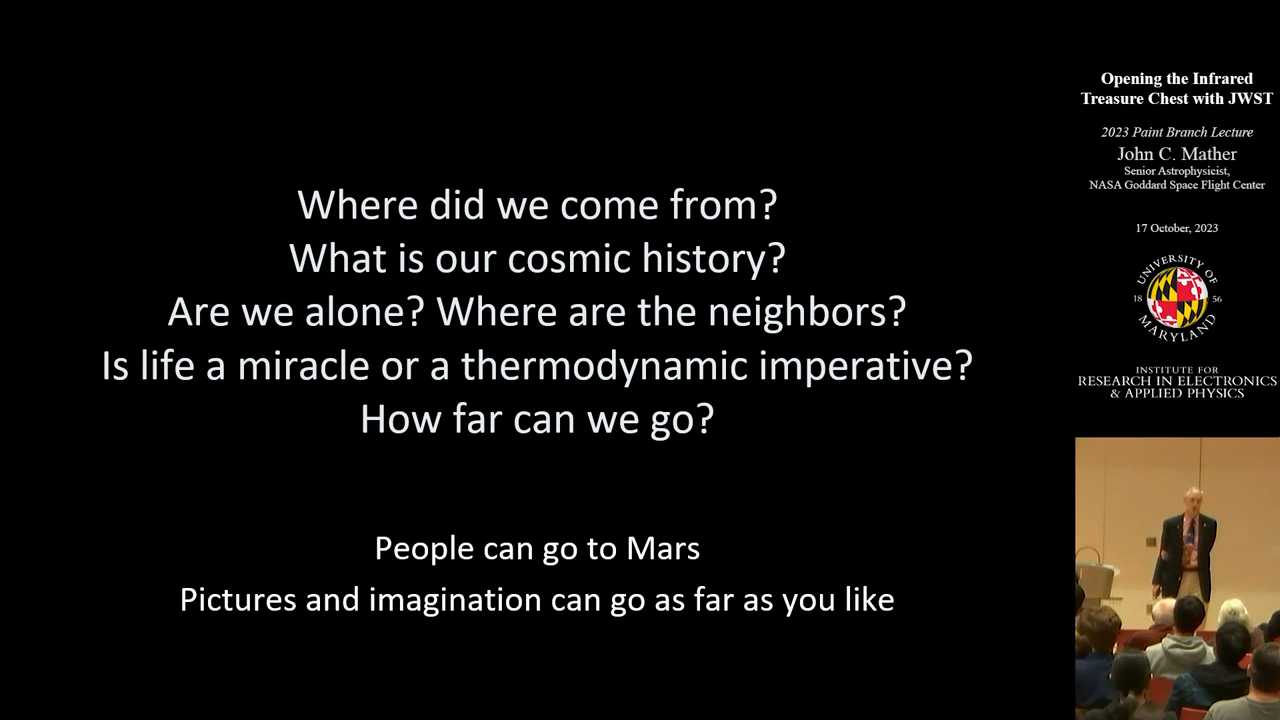 Where did we come from?
What is our cosmic history?
Are we alone? Where are the neighbors?
Is life a miracle or a thermodynamic imperative?
How far can we go?
People can go to Mars
Pictures and imagination can go as far as you like
Opening the Infrared
Treasure Chest with JWST
2023 Paint Branch Lecture
John C. Mather
Senior Astrophysicist,
NASA Goddard Space Flight Center
17 October, 2023
UNIVERSITY OF
18 56
MARYLAND
INSTITUTE FOR
RESEARCH IN ELECTRONICS
& APPLIED PHYSICS